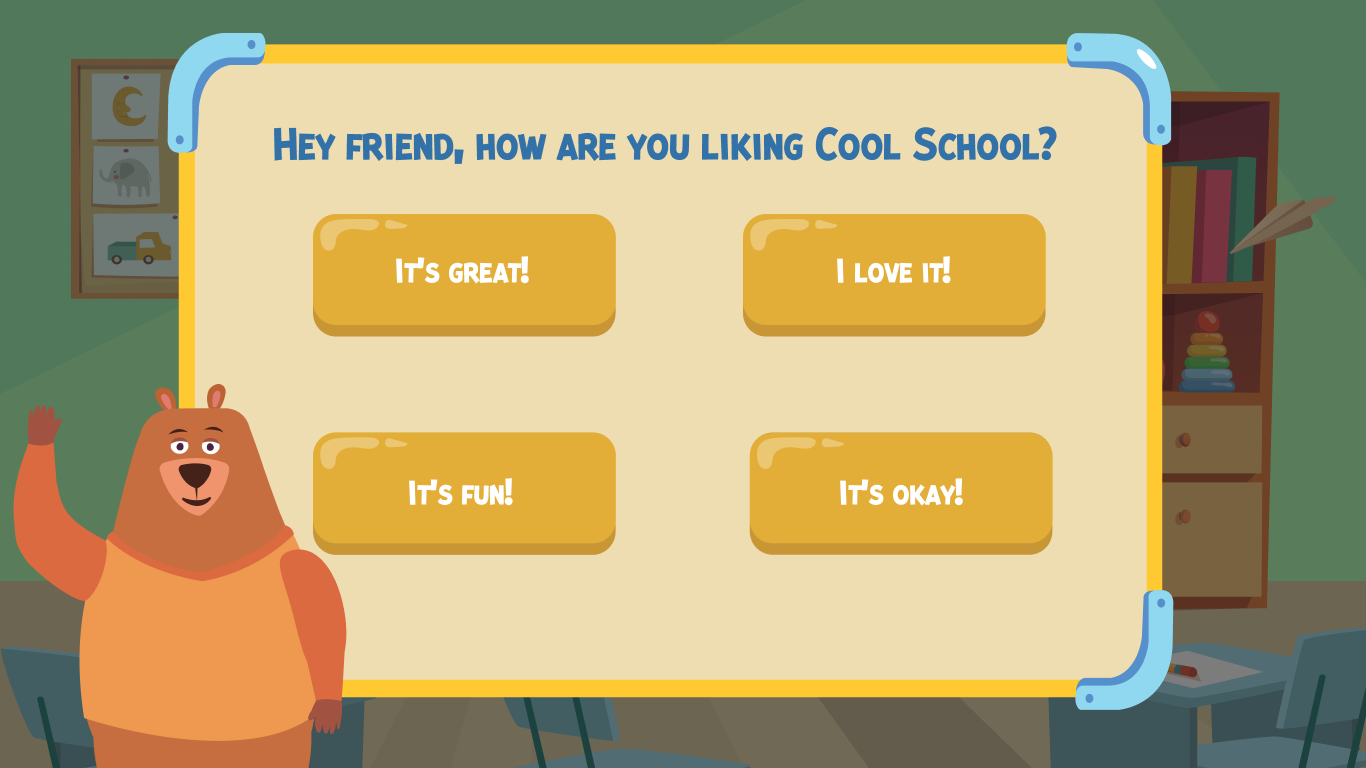 Hey friend, how are you liking Cool School?
It's great!
I love it!
It's fun!
It's okay!